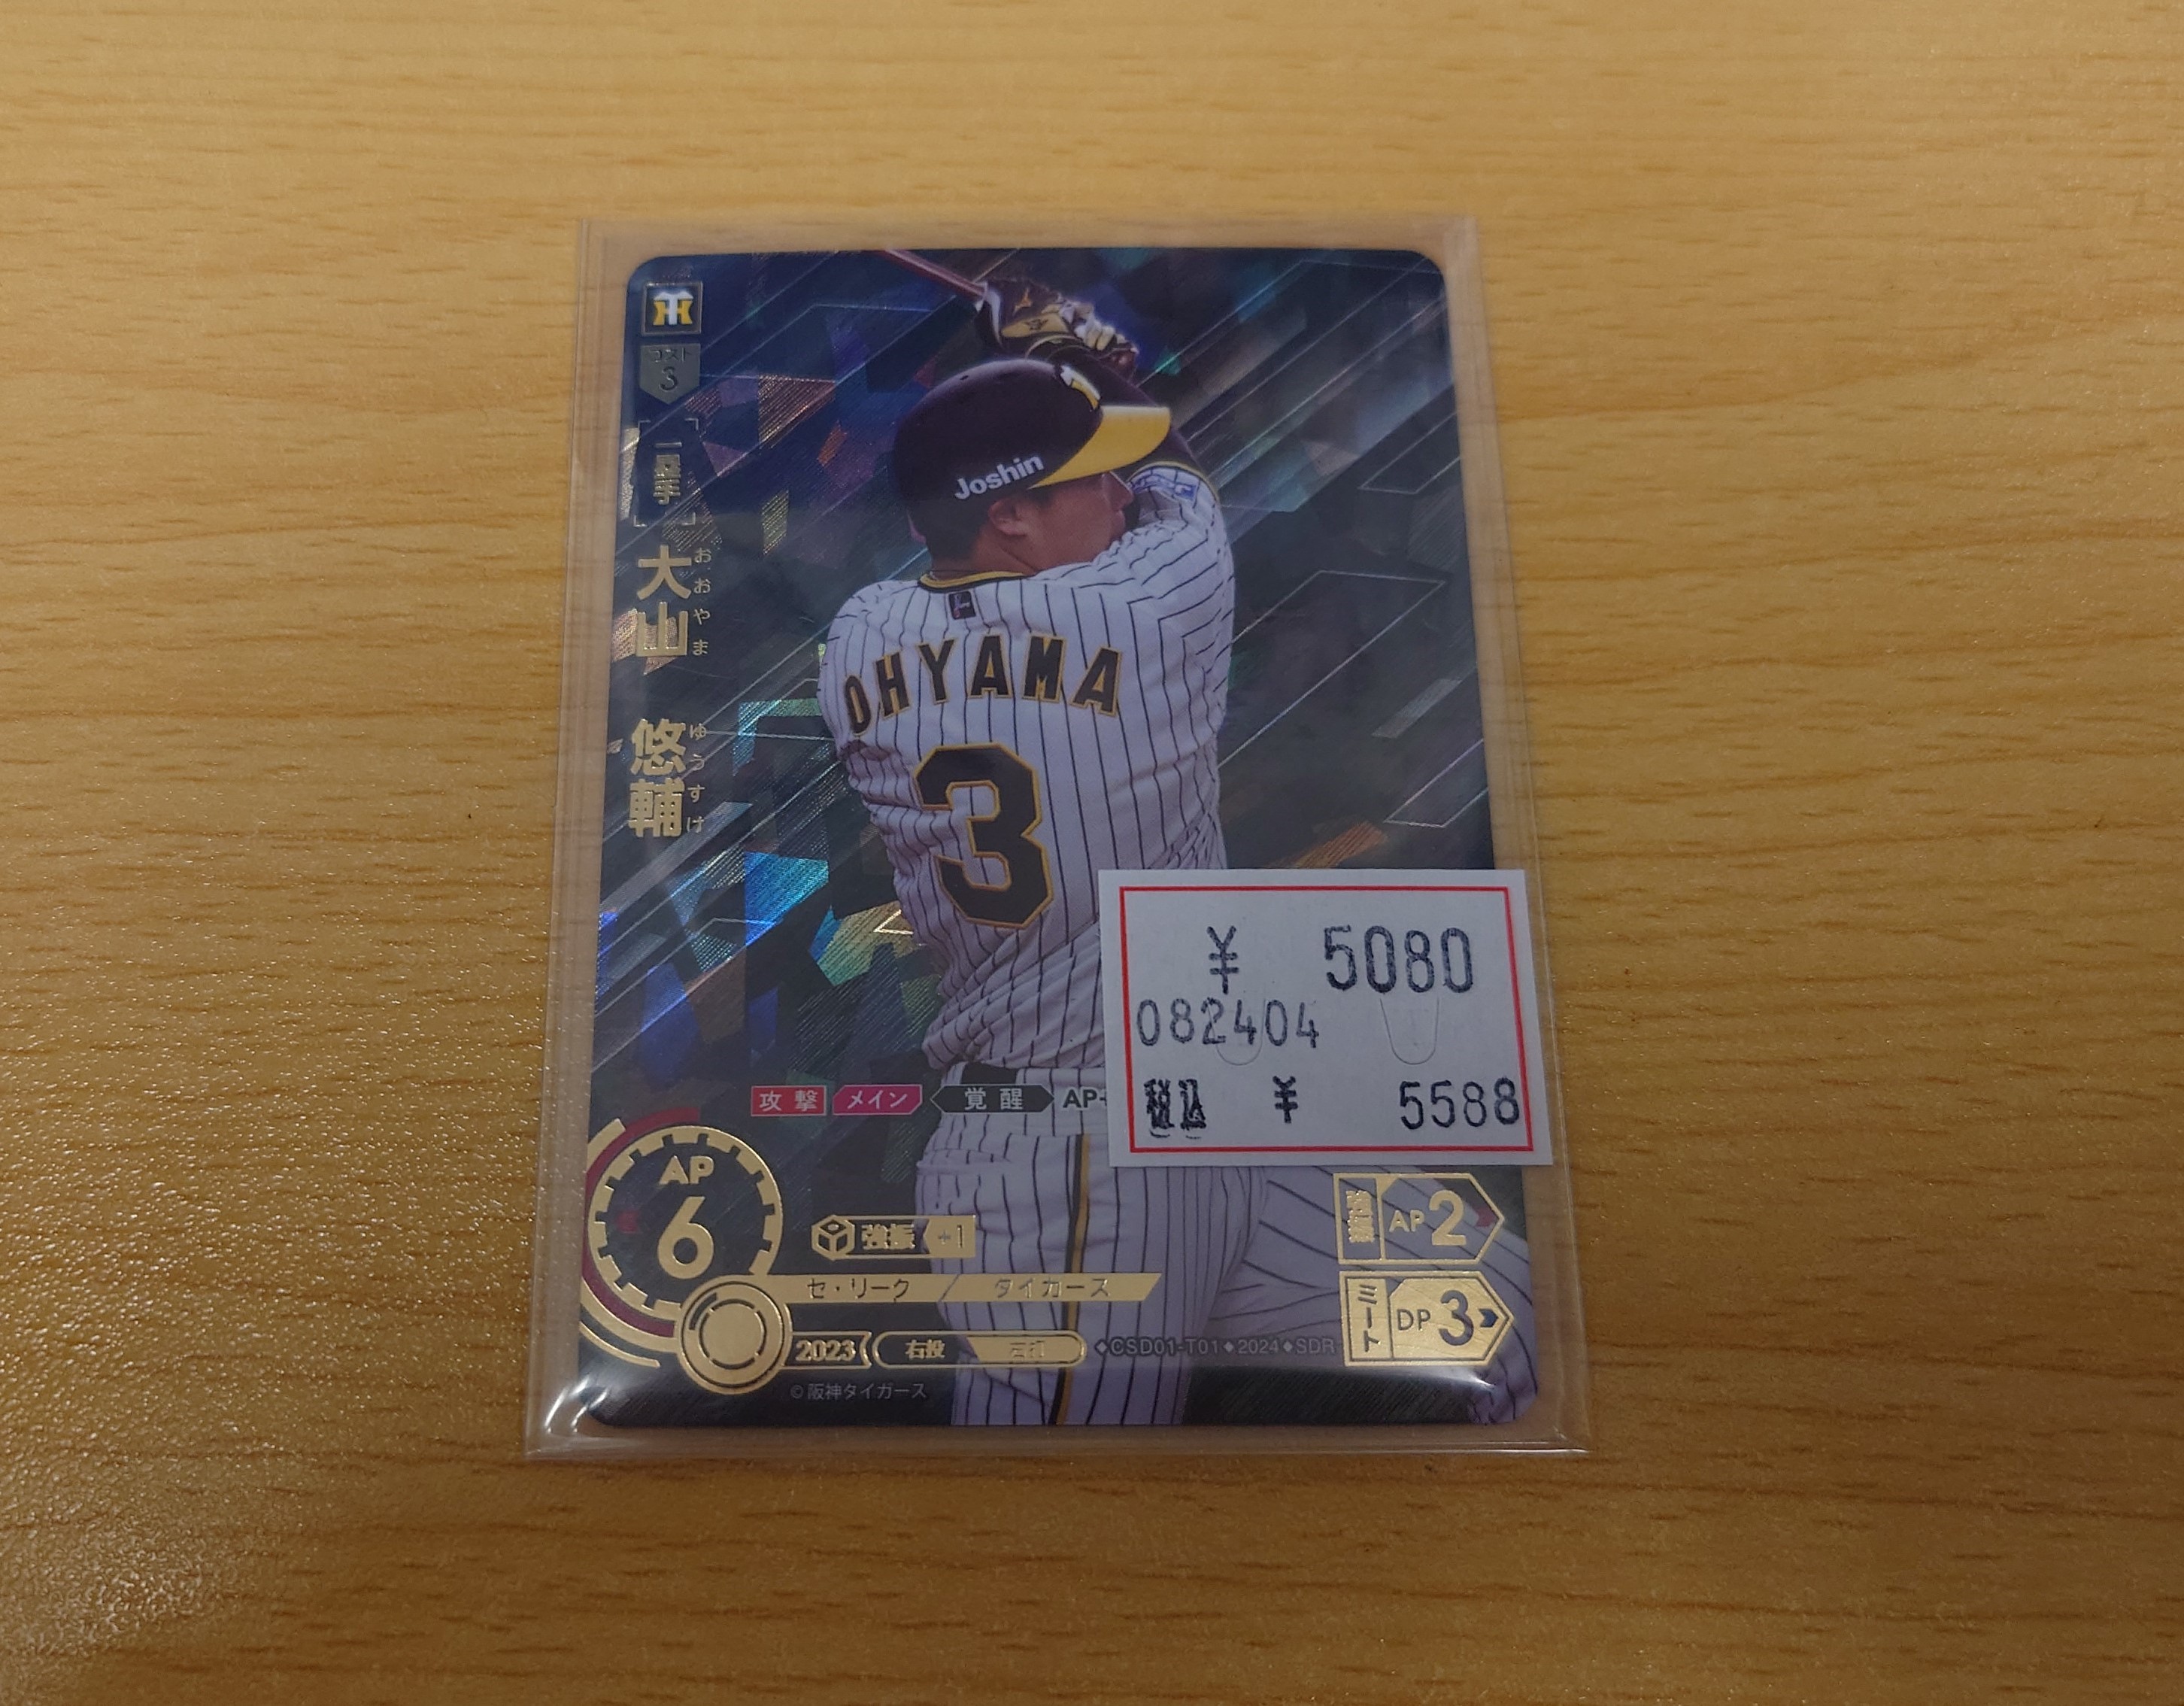 コスト
3
一塁手
大山 悠輔
おおやま ゆうすけ
Joshin
OHYAMA
3
¥ 5080
082404
税込 ¥ 5588
攻撃 メイン 覚醒 AP+
AP
6
強振 +1
強振 AP 2
セ・リーグ / タイガース
ミート DP 3
2023 右投 右打 ◆CSD01-T01◆2024◆SDR
©阪神タイガース